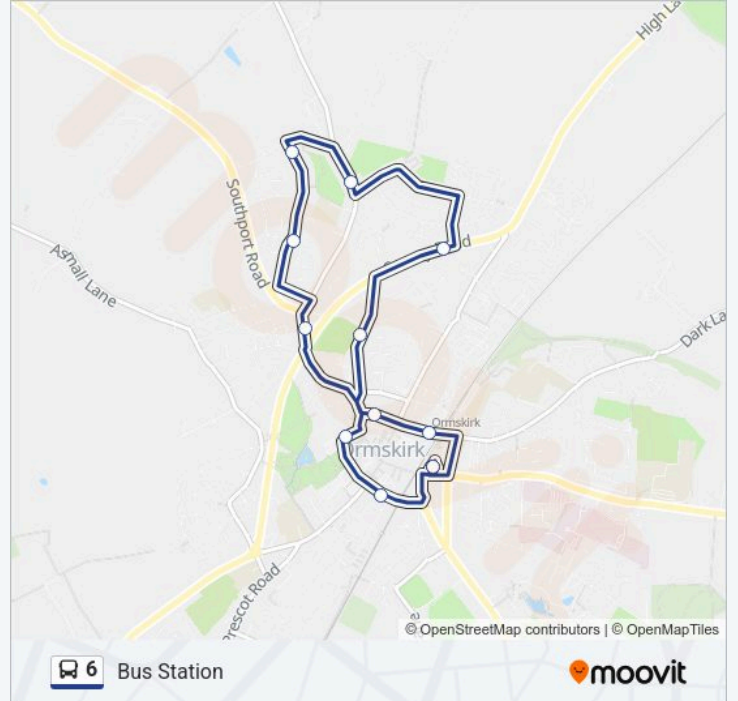 High La
Southport Road
Asmall Lane
d
Dark La
Ormskirk
Ormskirk
Prescot Road
e
© OpenStreetMap contributors | © OpenMapTiles
6 Bus Station
moovit